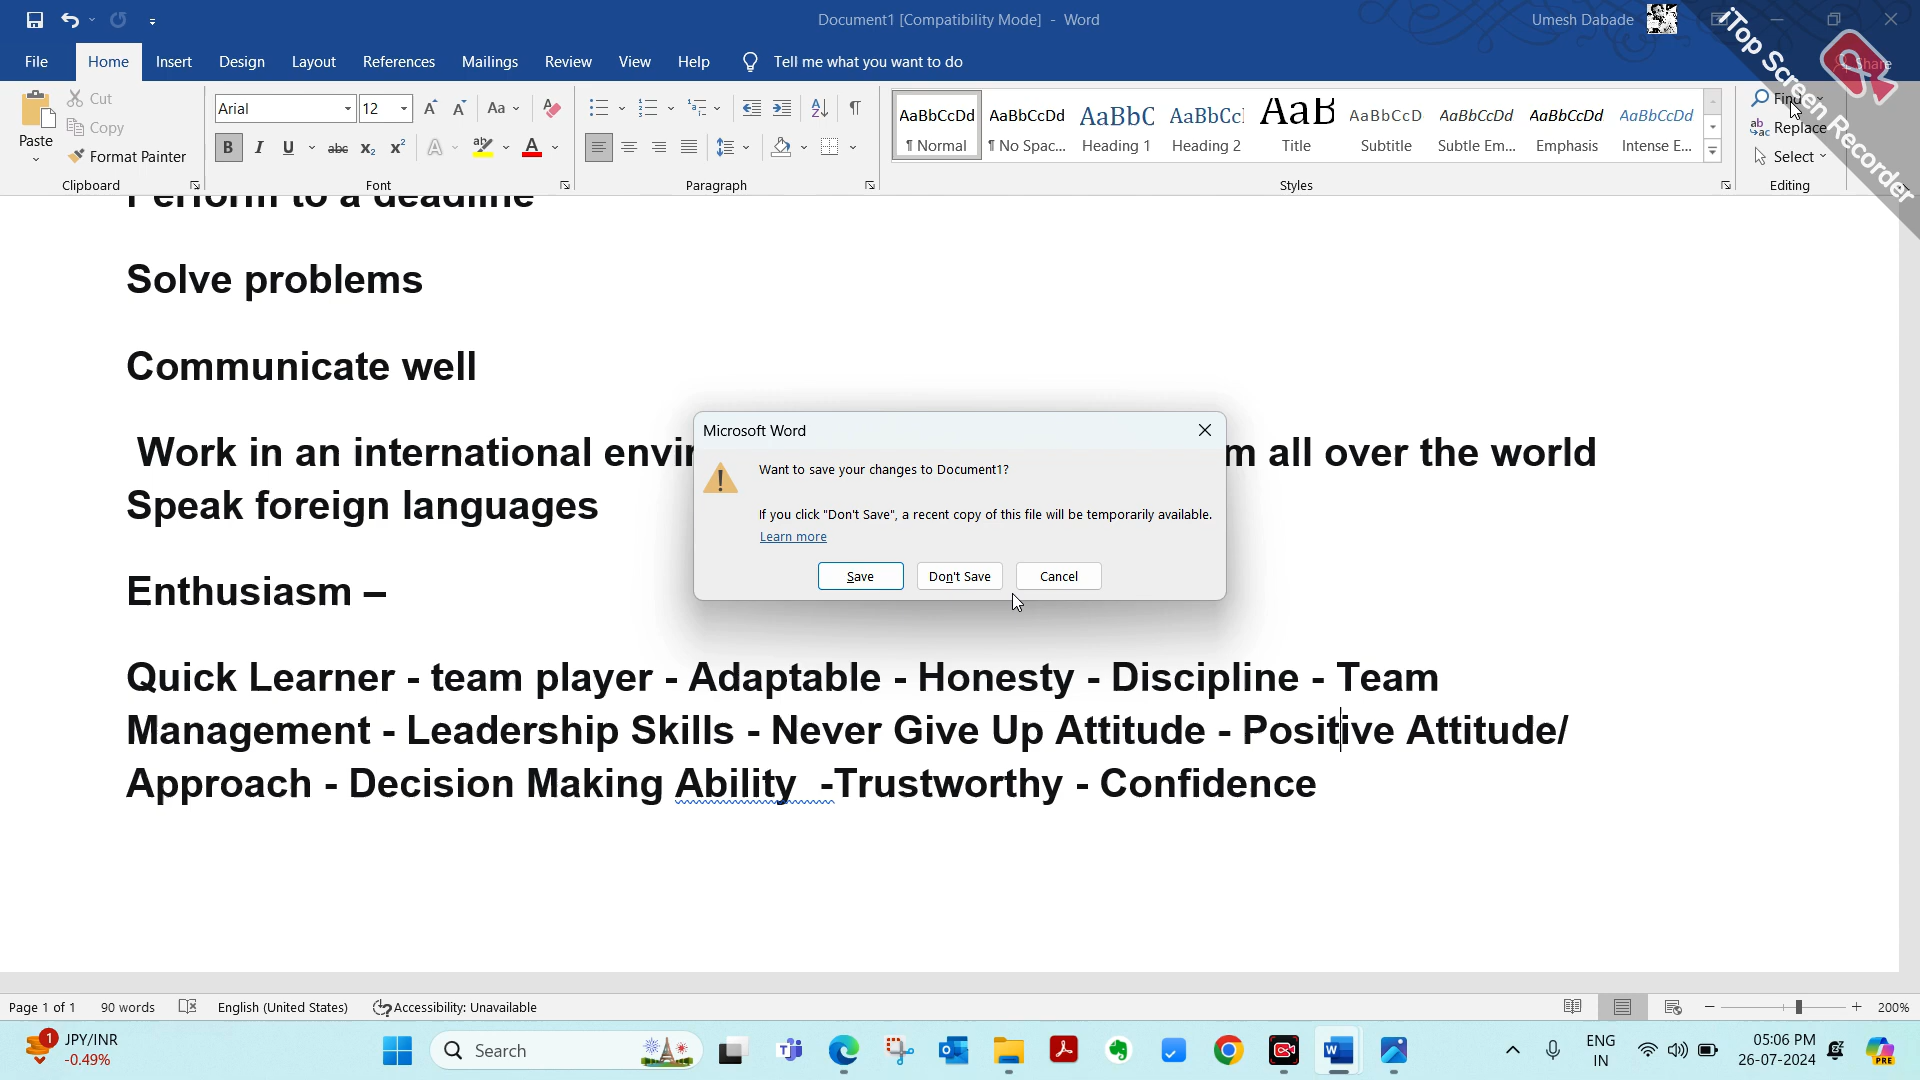 Document1 [Compatibility Mode] - Word
Umesh Dabade
File Home Insert Design Layout References Mailings Review View Help Tell me what you want to do
Share
iTop Screen Recorder
Paste
Cut
Copy
Format Painter
Clipboard
Arial 12
Aa
Font
Paragraph
AaBbCcDd AaBbCcDd AaBbC AaBbCc AaB AaBbCcD AaBbCcDd AaBbCcDd AaBbCcDd
¶ Normal ¶ No Spac... Heading 1 Heading 2 Title Subtitle Subtle Em... Emphasis Intense E...
Styles
Find
Replace
Select
Editing
Perform to a deadline
Solve problems
Communicate well
Work in an international envir
m all over the world
Speak foreign languages
Enthusiasm –
Quick Learner - team player - Adaptable - Honesty - Discipline - Team
Management - Leadership Skills - Never Give Up Attitude - Positive Attitude/
Approach - Decision Making Ability  -Trustworthy - Confidence
Microsoft Word
Want to save your changes to Document1?
If you click "Don't Save", a recent copy of this file will be temporarily available.
Learn more
Save Don't Save Cancel
Page 1 of 1 90 words English (United States) Accessibility: Unavailable
200%
1
JPY/INR
-0.49%
Search
ENG
IN
05:06 PM
26-07-2024
PRE